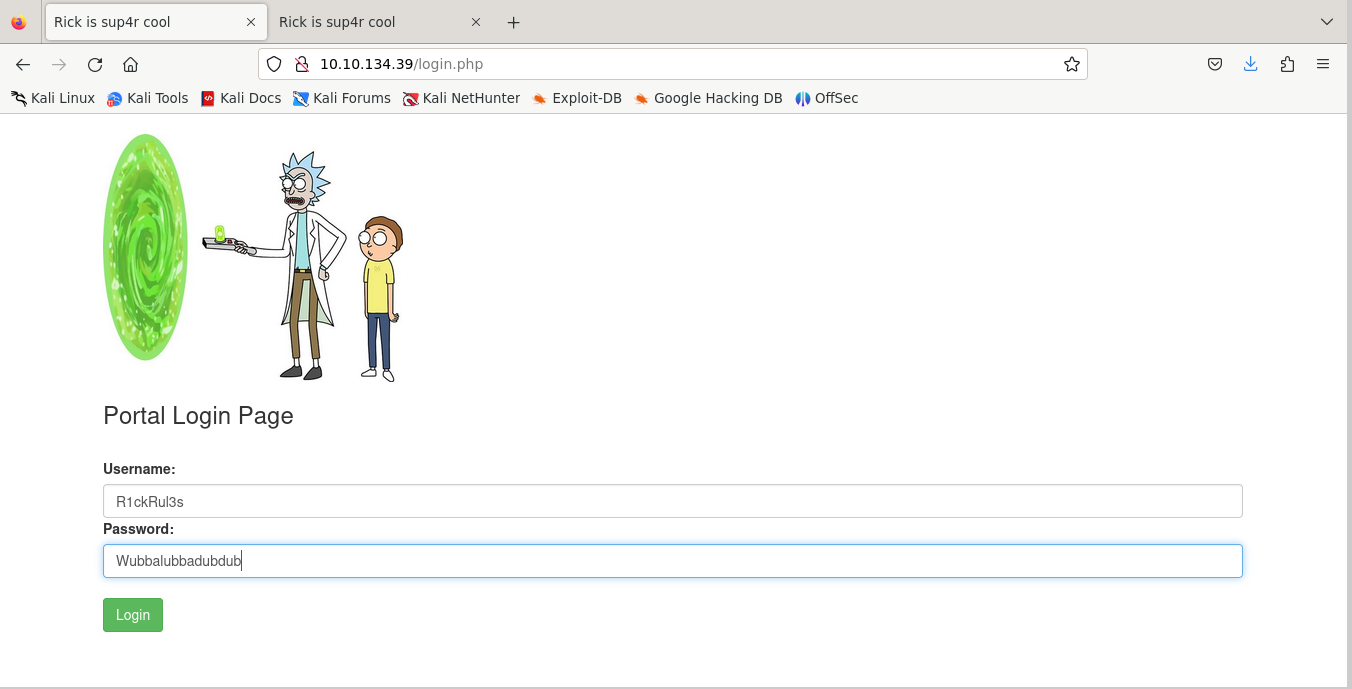 Rick is sup4r cool Rick is sup4r cool
10.10.134.39/login.php
Kali Linux Kali Tools Kali Docs Kali Forums Kali NetHunter Exploit-DB Google Hacking DB OffSec
Portal Login Page
Username:
R1ckRul3s
Password:
Wubbalubbadubdub
Login